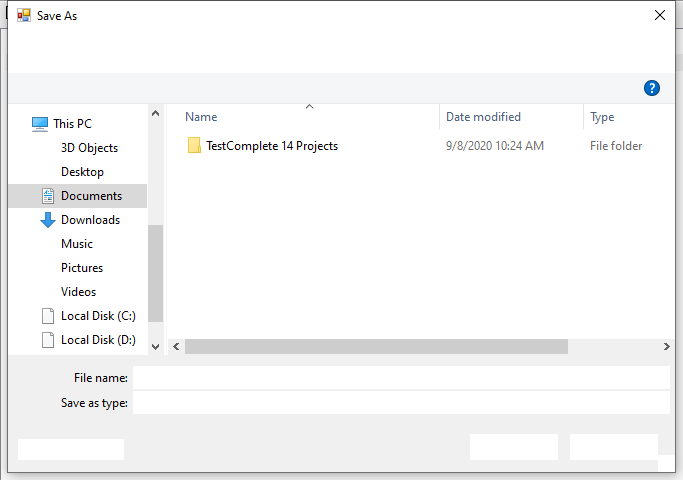 Save As
?
Name Date modified Type
This PC
3D Objects
Desktop
Documents
Downloads
Music
Pictures
Videos
Local Disk (C:)
Local Disk (D:)
TestComplete 14 Projects 9/8/2020 10:24 AM File folder
File name:
Save as type: